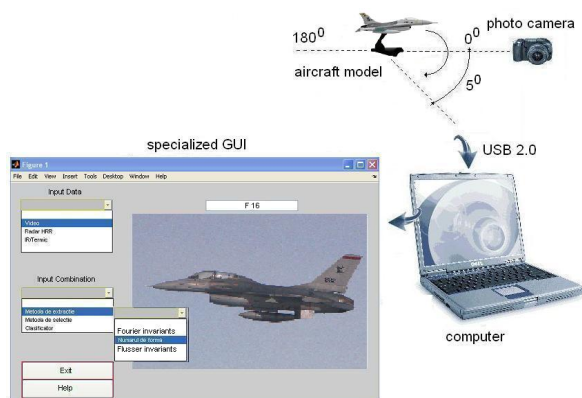 photo camera
180⁰
0⁰
aircraft model
5⁰
specialized GUI
USB 2.0
Figure 1
File Edit View Insert Tools Desktop Window Help
Input Data
F 16
Video
Radar HRR
IR/Termic
Input Combination
Metoda de extractie
Metoda de selectie
Clasificator
Fourier invariants
Numarul de forma
Flusser invariants
Exit
Help
computer